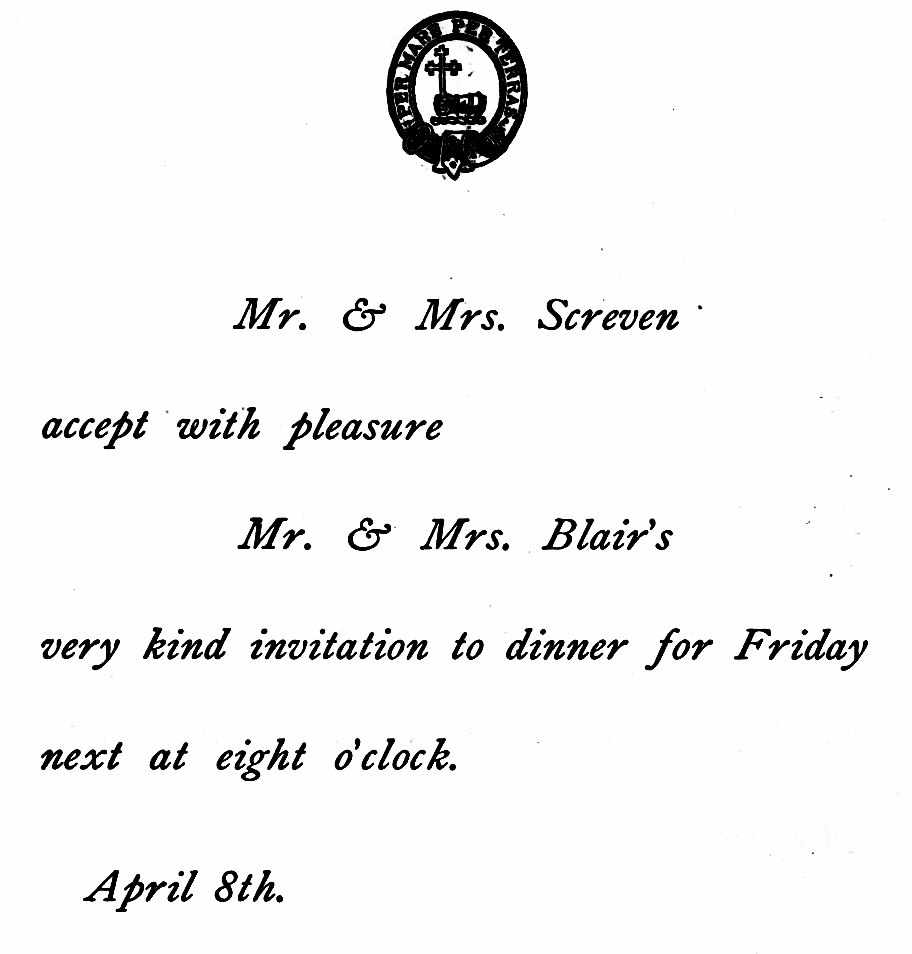 PER MARE PER TERRAS
Mr. & Mrs. Screven
accept with pleasure
Mr. & Mrs. Blair's
very kind invitation to dinner for Friday
next at eight o'clock.
April 8th.